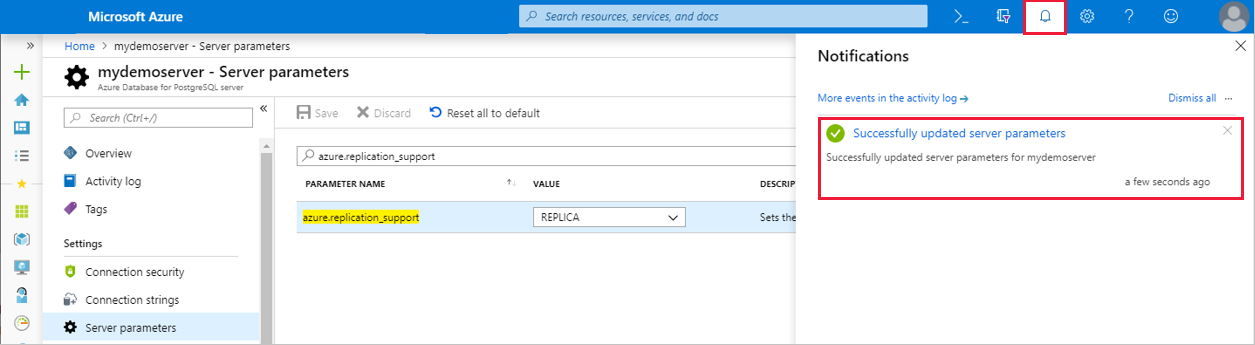 Microsoft Azure
Search resources, services, and docs
Home > mydemoserver - Server parameters
mydemoserver - Server parameters
Azure Database for PostgreSQL server
Search (Ctrl+/)
Overview
Activity log
Tags
Settings
Connection security
Connection strings
Server parameters
Save
Discard
Reset all to default
azure.replication_support
PARAMETER NAME
VALUE
DESCRIP
azure.replication_support
REPLICA
Sets the
Notifications
More events in the activity log →
Dismiss all ...
Successfully updated server parameters
Successfully updated server parameters for mydemoserver
a few seconds ago